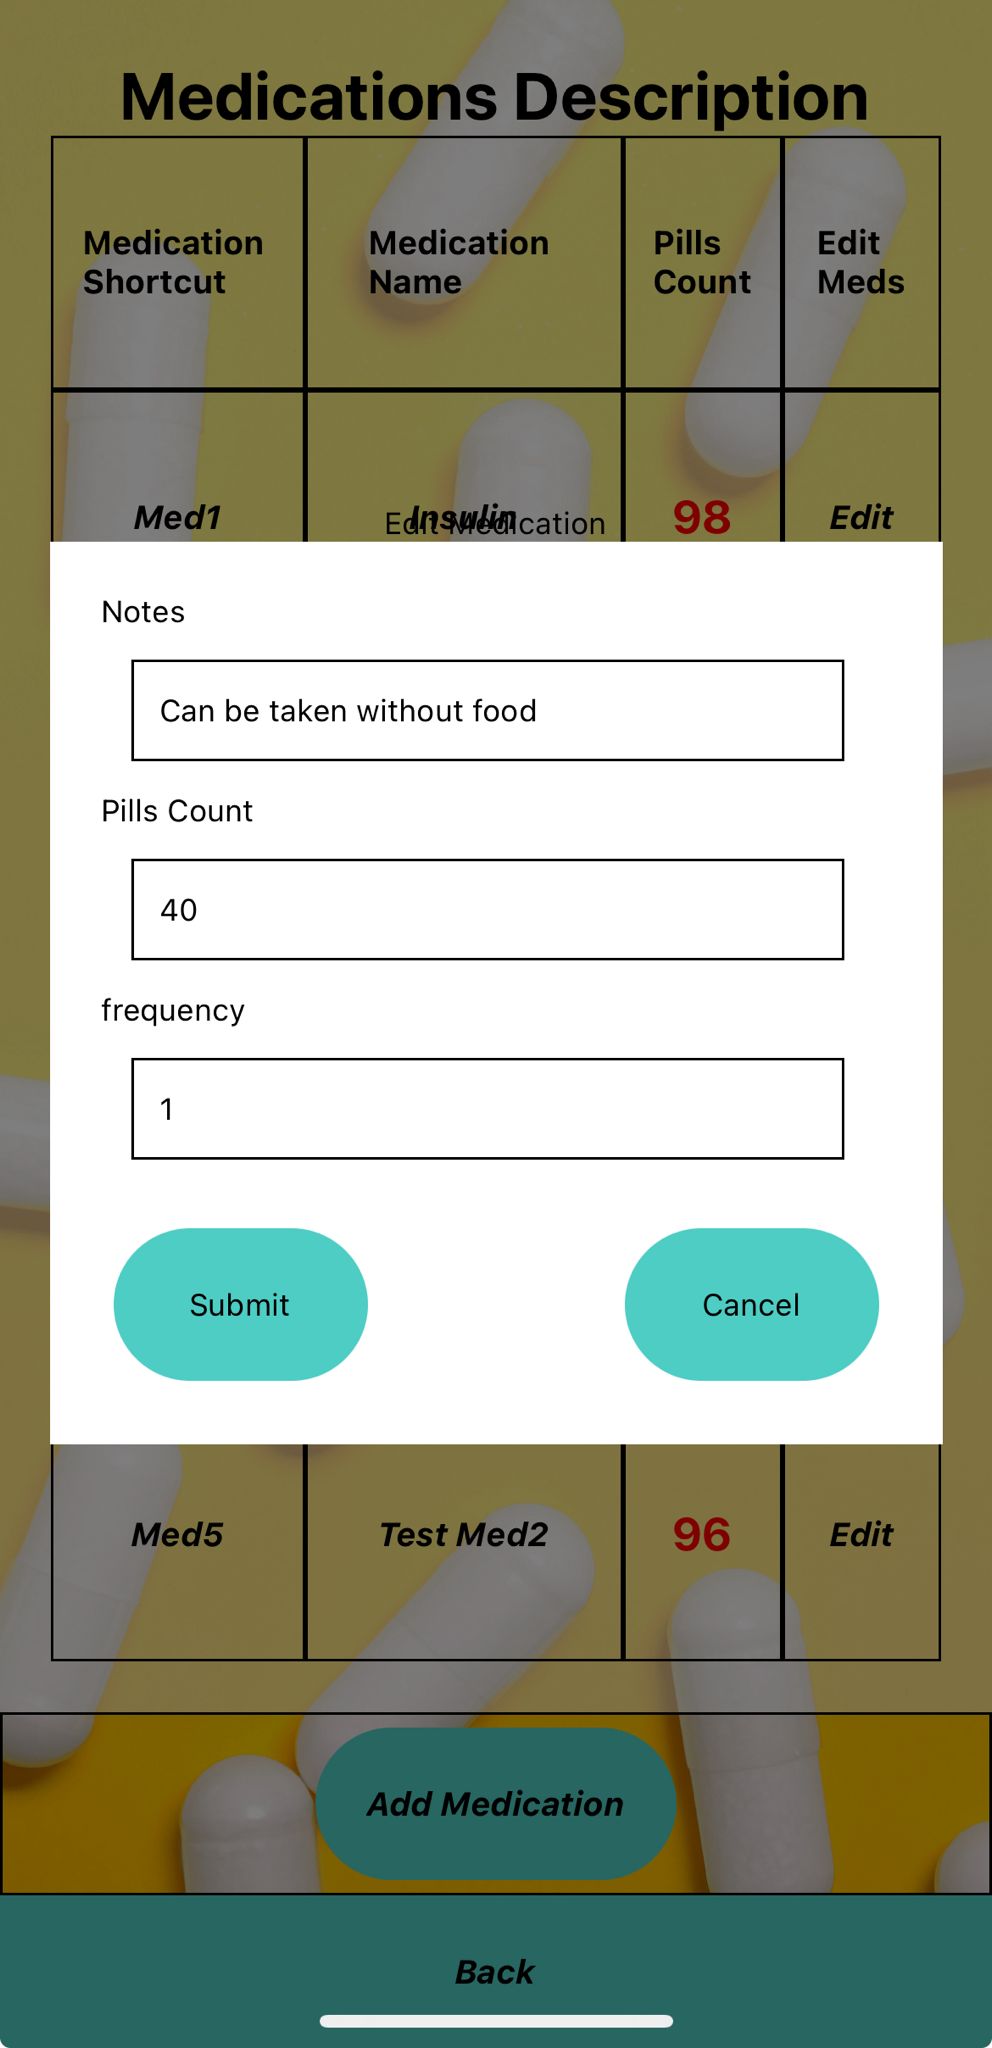 Medications Description
Medication Shortcut
Medication Name
Pills Count
Edit Meds
Med1
Insulin
98
Edit
Edit Medication
Notes
Can be taken without food
Pills Count
40
frequency
1
Submit
Cancel
Med5
Test Med2
96
Edit
Add Medication
Back